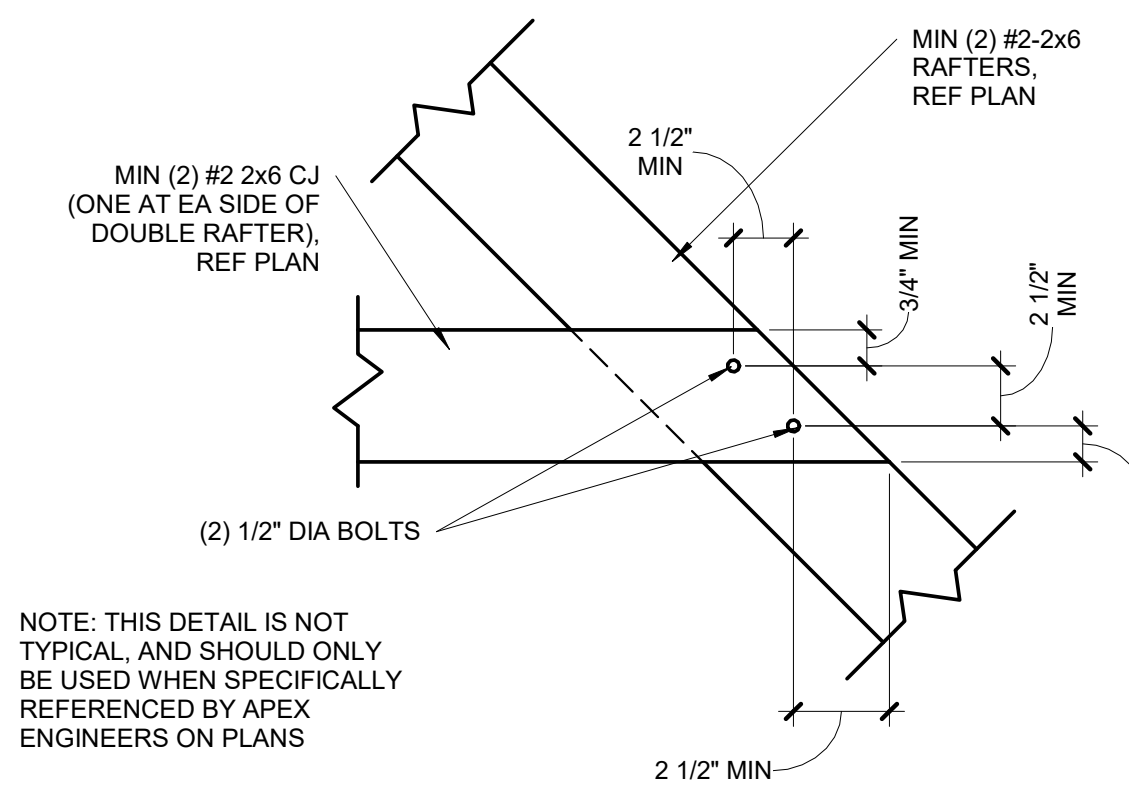 MIN (2) #2-2x6
RAFTERS,
REF PLAN
2 1/2"
MIN
MIN (2) #2 2x6 CJ
(ONE AT EA SIDE OF
DOUBLE RAFTER),
REF PLAN
3/4" MIN
2 1/2"
MIN
(2) 1/2" DIA BOLTS
NOTE: THIS DETAIL IS NOT
TYPICAL, AND SHOULD ONLY
BE USED WHEN SPECIFICALLY
REFERENCED BY APEX
ENGINEERS ON PLANS
2 1/2" MIN